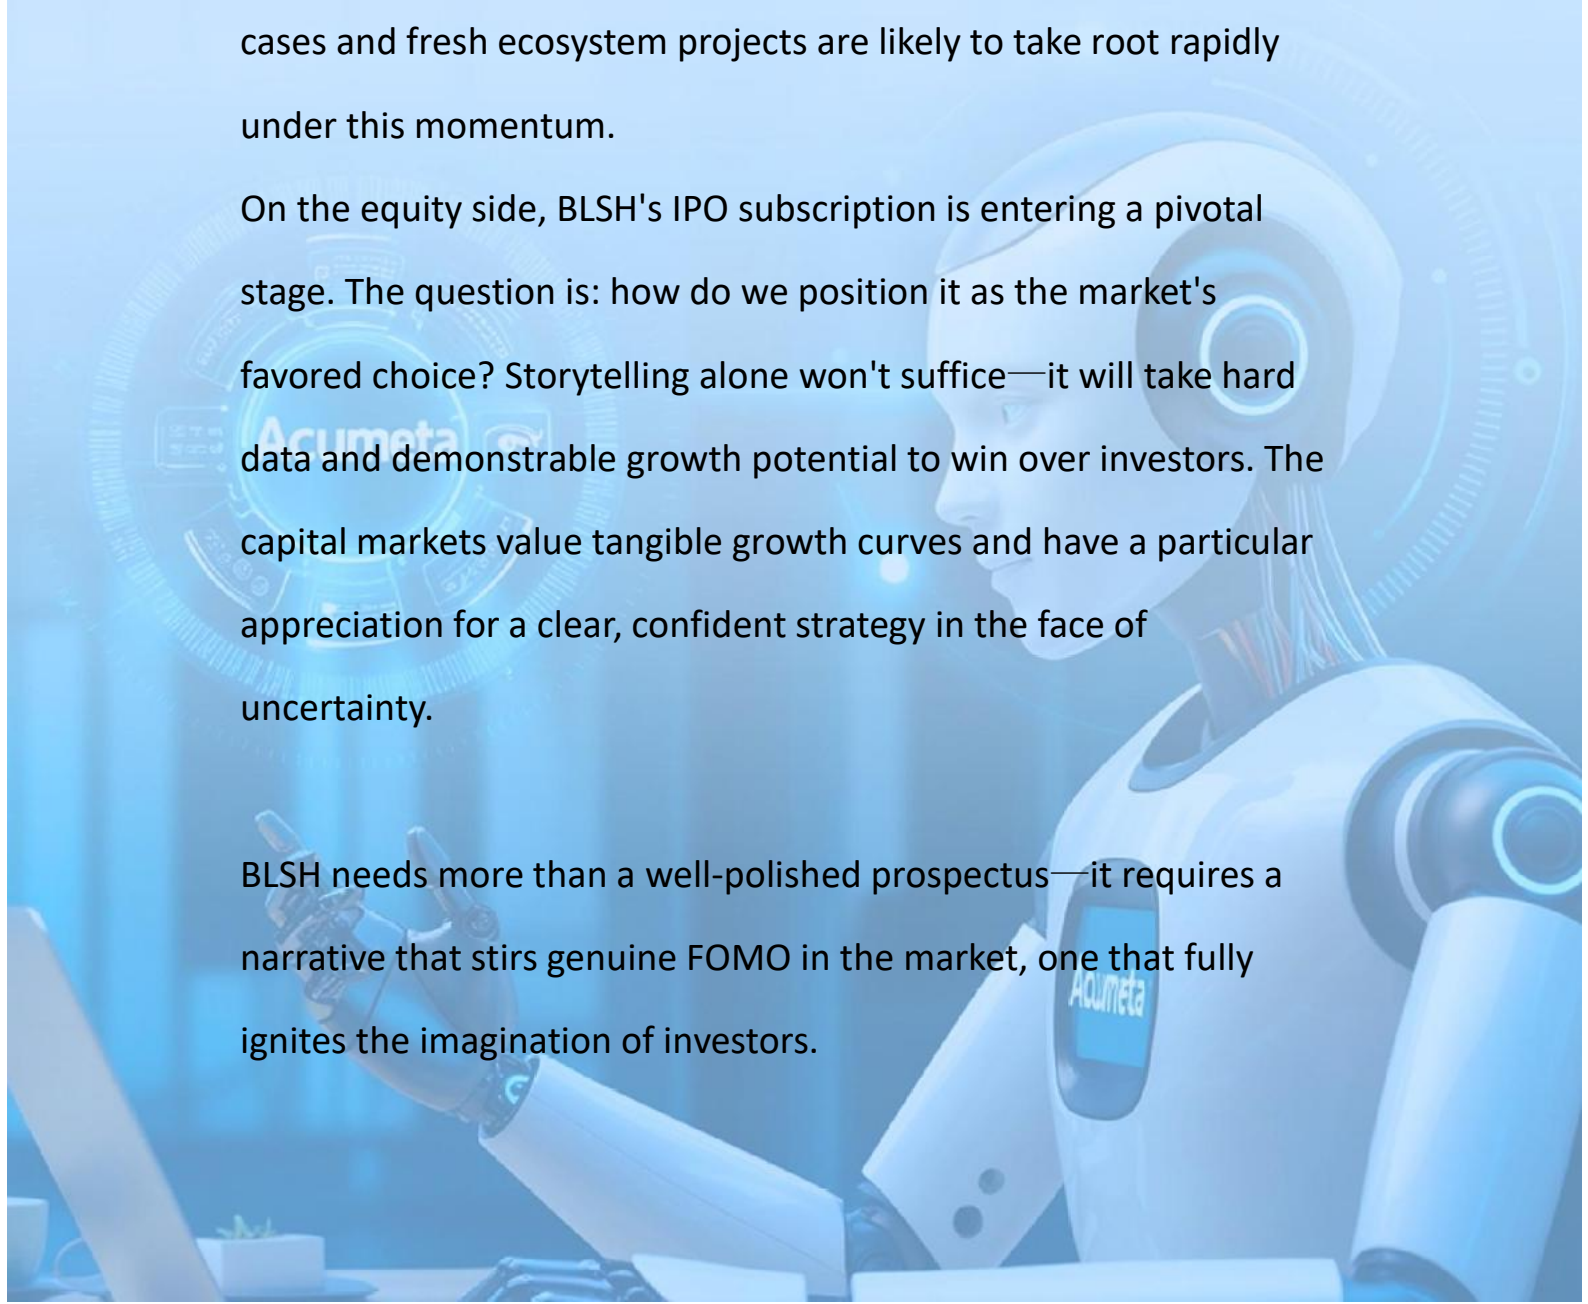 cases and fresh ecosystem projects are likely to take root rapidly
under this momentum.
On the equity side, BLSH's IPO subscription is entering a pivotal
stage. The question is: how do we position it as the market's
favored choice? Storytelling alone won't suffice—it will take hard
Acumeta
data and demonstrable growth potential to win over investors. The
capital markets value tangible growth curves and have a particular
appreciation for a clear, confident strategy in the face of
uncertainty.
BLSH needs more than a well-polished prospectus—it requires a
narrative that stirs genuine FOMO in the market, one that fully
Acumeta
ignites the imagination of investors.